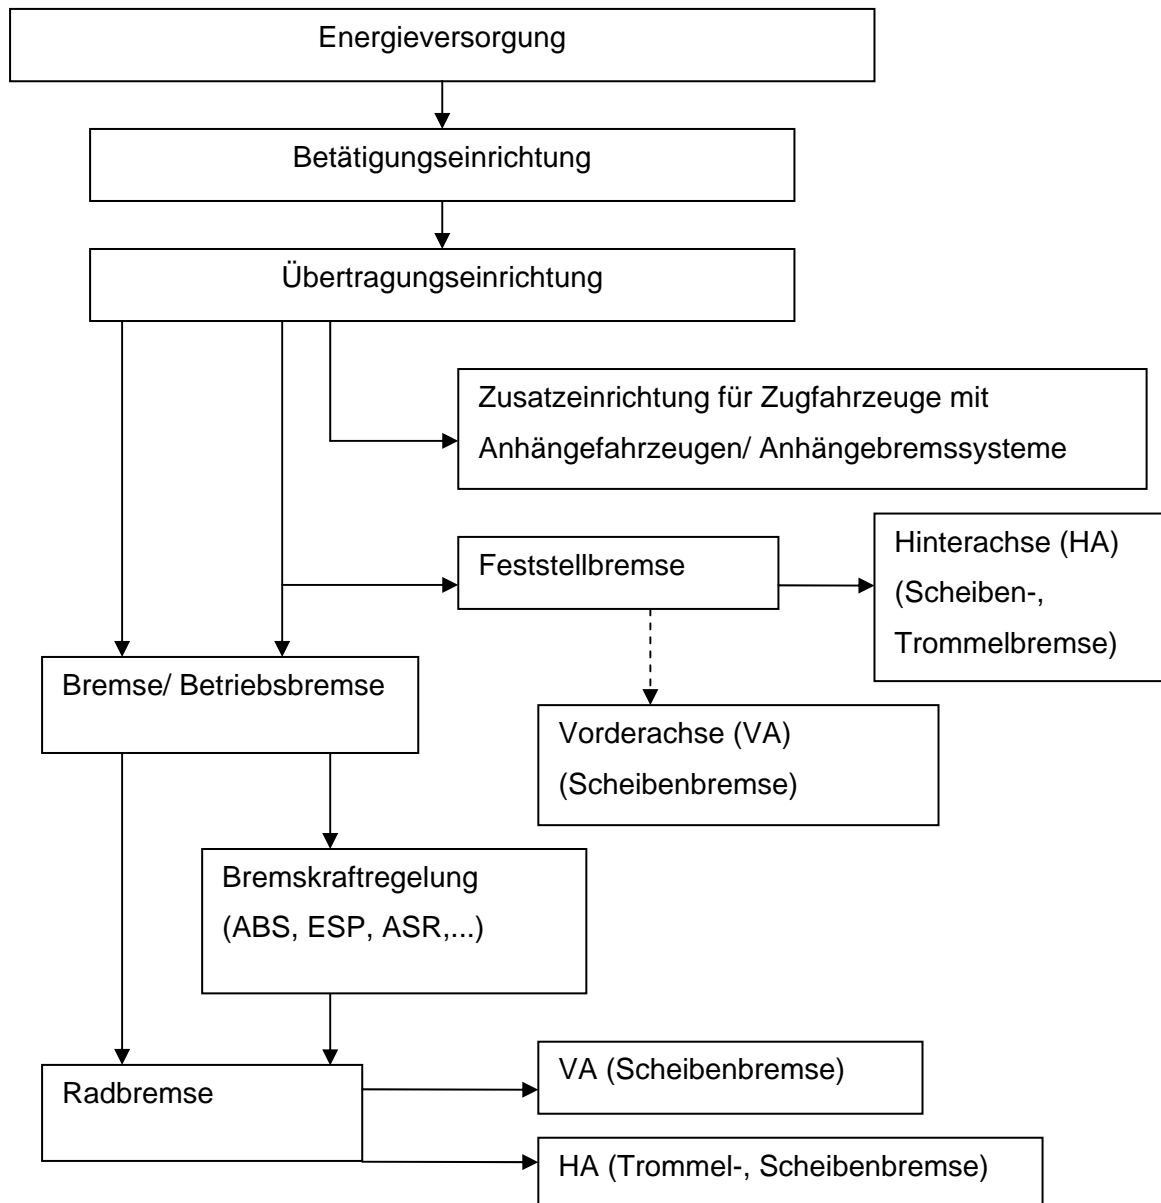 Energieversorgung
Betätigungseinrichtung
Übertragungseinrichtung
Zusatzeinrichtung für Zugfahrzeuge mit
Anhängefahrzeugen/ Anhängebremssysteme
Feststellbremse
Hinterachse (HA)
(Scheiben-,
Trommelbremse)
Bremse/ Betriebsbremse
Vorderachse (VA)
(Scheibenbremse)
Bremskraftregelung
(ABS, ESP, ASR,...)
Radbremse
VA (Scheibenbremse)
HA (Trommel-, Scheibenbremse)